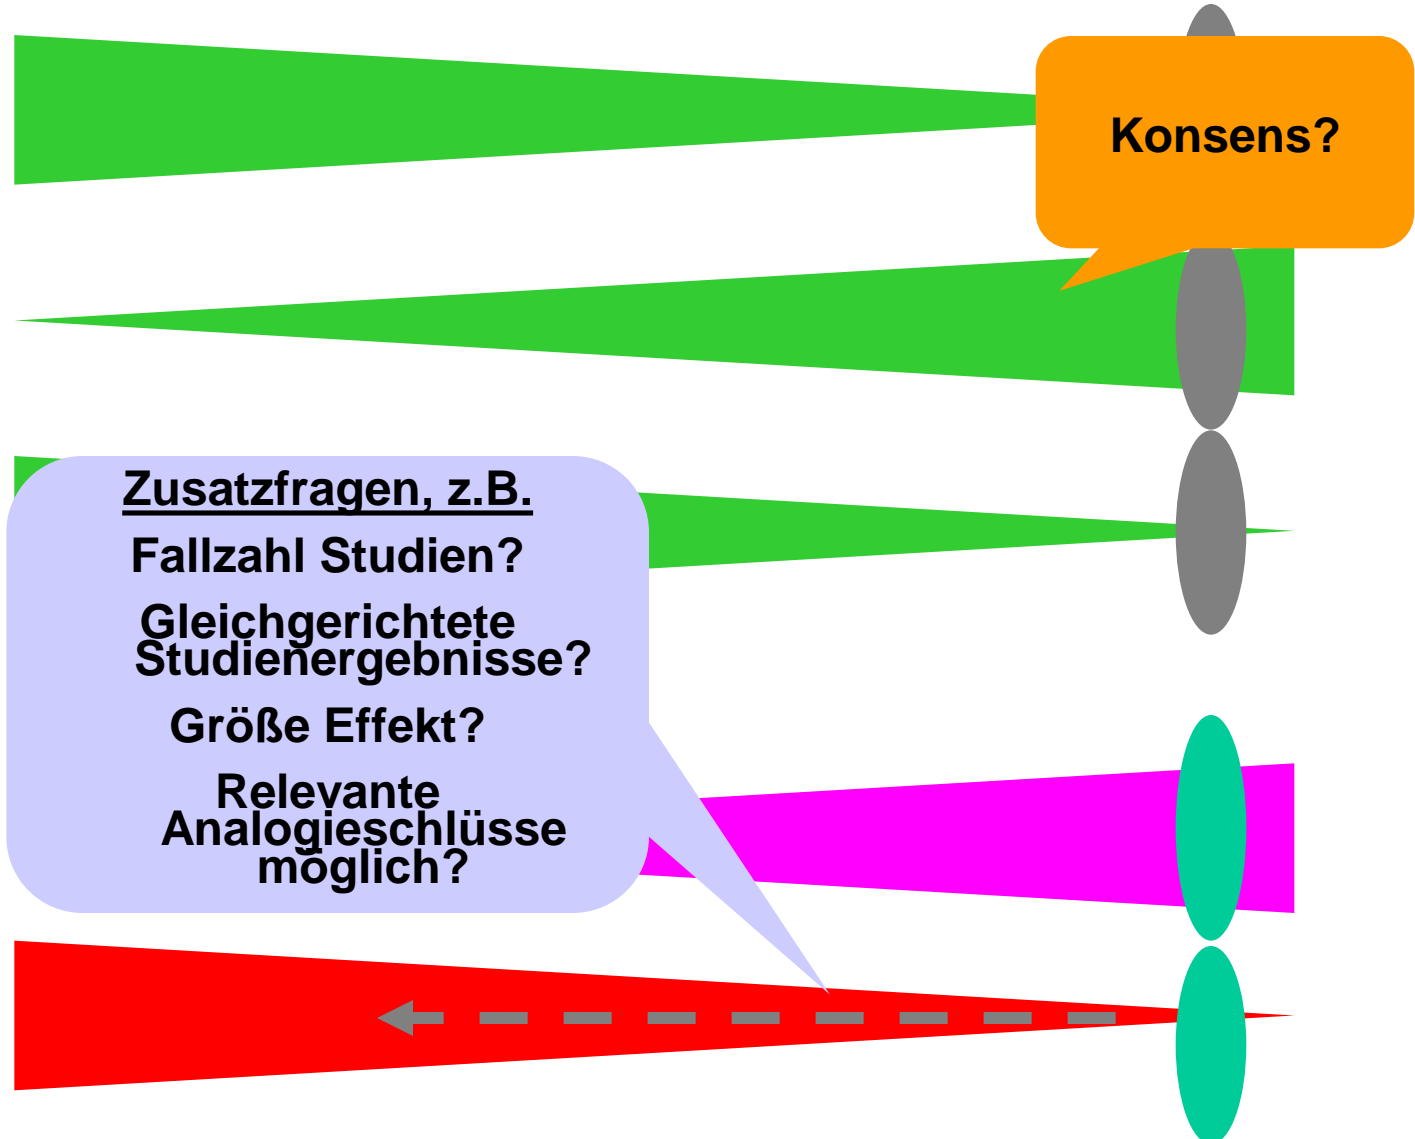 Konsens?
Zusatzfragen, z.B.
Fallzahl Studien?
Gleichgerichtete
Studienergebnisse?
Größe Effekt?
Relevante
Analogieschlüsse
möglich?